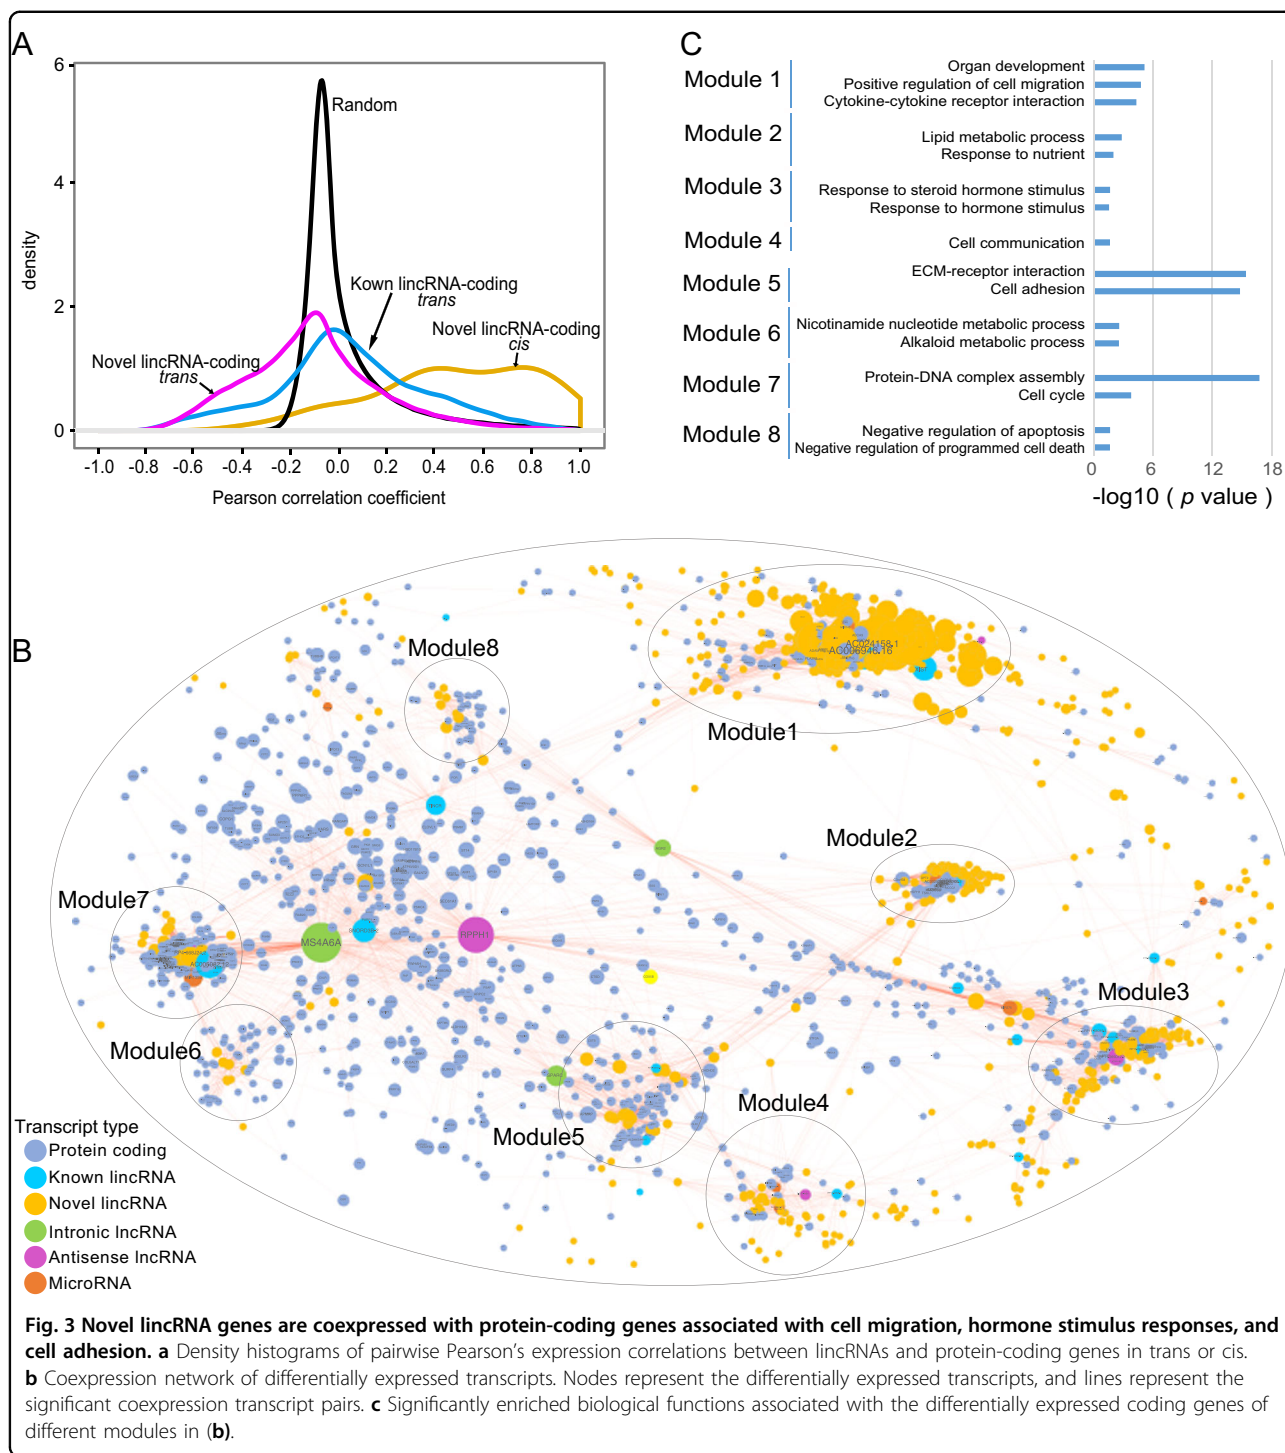 A
6
4
2
0
density
Random
Kown lincRNA-coding
trans
Novel lincRNA-coding
cis
Novel lincRNA-coding
trans
-1.0 -0.8 -0.6 -0.4 -0.2 0.0 0.2 0.4 0.6 0.8 1.0
Pearson correlation coefficient
C
Module 1
Organ development
Positive regulation of cell migration
Cytokine-cytokine receptor interaction
Module 2
Lipid metabolic process
Response to nutrient
Module 3
Response to steroid hormone stimulus
Response to hormone stimulus
Module 4
Cell communication
Module 5
ECM-receptor interaction
Cell adhesion
Module 6
Nicotinamide nucleotide metabolic process
Alkaloid metabolic process
Module 7
Protein-DNA complex assembly
Cell cycle
Module 8
Negative regulation of apoptosis
Negative regulation of programmed cell death
0 6 12 18
-log10 ( p value )
B
Module8
AC024158.1
AC006946.16
Module1
Module2
Module7
MS4A6A
RPPH1
Module3
Module6
Module4
Module5
Transcript type
Protein coding
Known lincRNA
Novel lincRNA
Intronic lncRNA
Antisense lncRNA
MicroRNA
Fig. 3 Novel lincRNA genes are coexpressed with protein-coding genes associated with cell migration, hormone stimulus responses, and
cell adhesion. a Density histograms of pairwise Pearson's expression correlations between lincRNAs and protein-coding genes in trans or cis.
b Coexpression network of differentially expressed transcripts. Nodes represent the differentially expressed transcripts, and lines represent the
significant coexpression transcript pairs. c Significantly enriched biological functions associated with the differentially expressed coding genes of
different modules in (b).